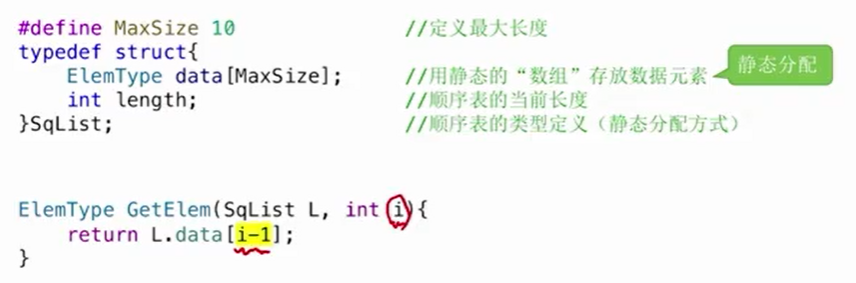 #define MaxSize 10 //定义最大长度
typedef struct{
静态分配
ElemType data[MaxSize]; //用静态的“数组”存放数据元素
int length; //顺序表的当前长度
}SqList; //顺序表的类型定义（静态分配方式）
ElemType GetElem(SqList L, int i){
return L.data[i-1];
}